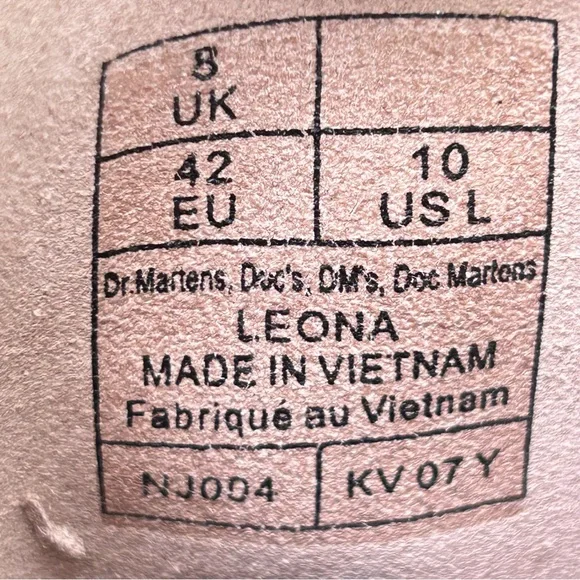 8
UK
42
EU
10
US L
Dr.Martens, Doc's, DM's, Doc Martens
LEONA
MADE IN VIETNAM
Fabriqué au Vietnam
NJ094
KV 07 Y